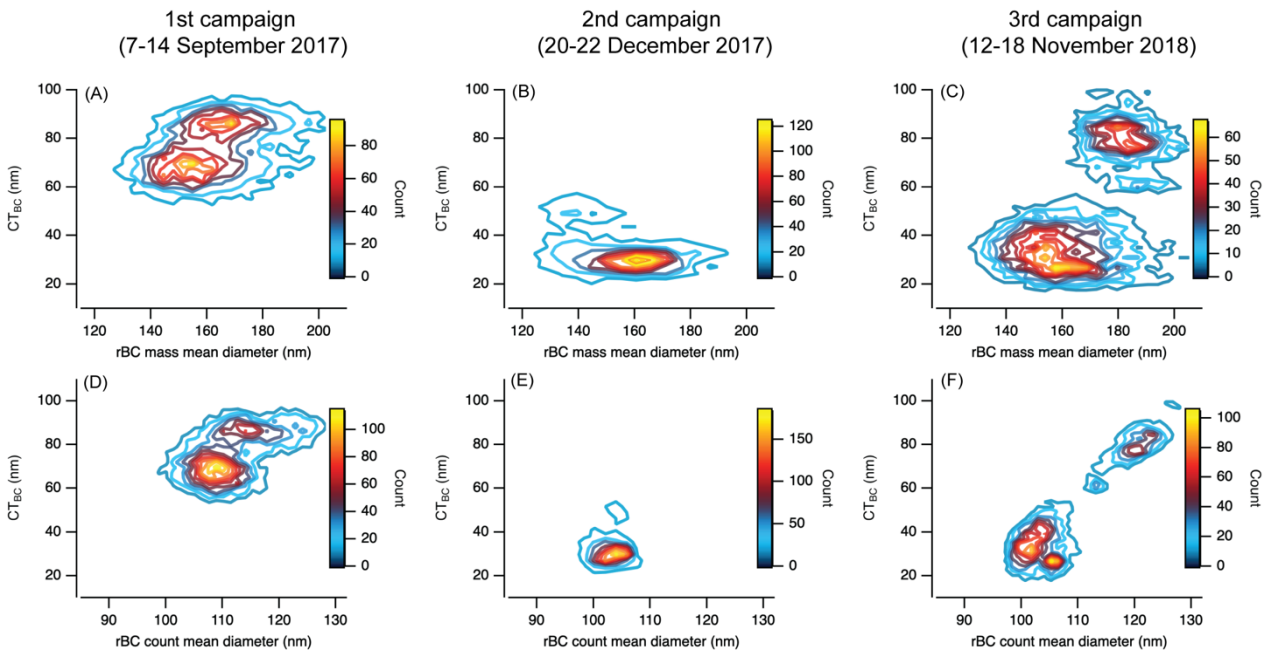 1st campaign
(7-14 September 2017)
2nd campaign
(20-22 December 2017)
3rd campaign
(12-18 November 2018)
(A)
100
80
60
40
20
CT_BC (nm)
120 140 160 180 200
rBC mass mean diameter (nm)
80
60
40
20
0
Count
(B)
100
80
60
40
20
CT_BC (nm)
120 140 160 180 200
rBC mass mean diameter (nm)
120
100
80
60
40
20
0
Count
(C)
100
80
60
40
20
CT_BC (nm)
120 140 160 180 200
rBC mass mean diameter (nm)
60
50
40
30
20
10
0
Count
(D)
100
80
60
40
20
CT_BC (nm)
90 100 110 120 130
rBC count mean diameter (nm)
100
80
60
40
20
0
Count
(E)
100
80
60
40
20
CT_BC (nm)
90 100 110 120 130
rBC count mean diameter (nm)
150
100
50
0
Count
(F)
100
80
60
40
20
CT_BC (nm)
90 100 110 120 130
rBC count mean diameter (nm)
100
80
60
40
20
0
Count